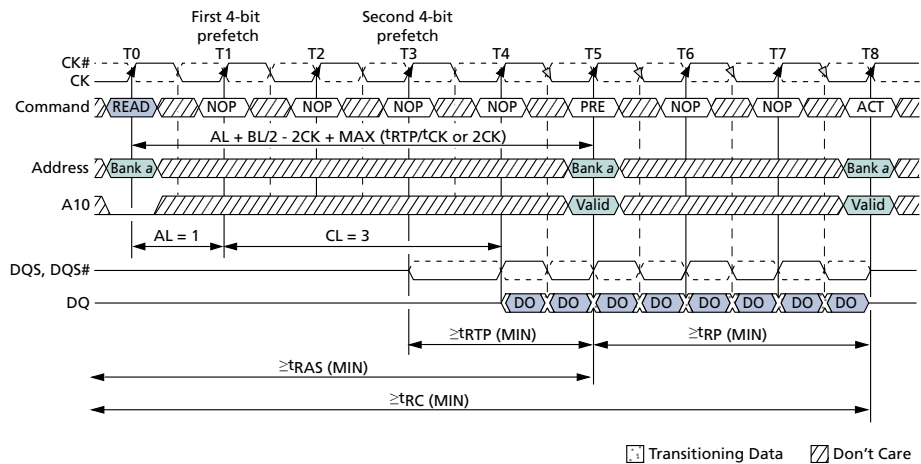 First 4-bit prefetch
Second 4-bit prefetch
T0 T1 T2 T3 T4 T5 T6 T7 T8
CK#
CK
Command READ NOP NOP NOP NOP PRE NOP NOP ACT
AL + BL/2 - 2CK + MAX (tRTP/tCK or 2CK)
Address Bank a Bank a Bank a
A10 Valid Valid
AL = 1 CL = 3
DQS, DQS#
DQ DO DO DO DO DO DO DO DO
≥tRTP (MIN) ≥tRP (MIN)
≥tRAS (MIN)
≥tRC (MIN)
Transitioning Data Don't Care